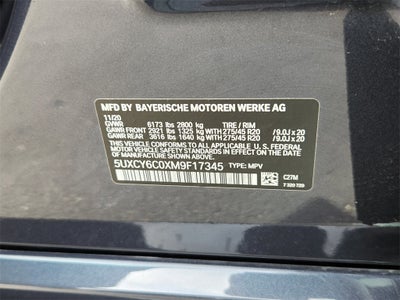 MFD BY BAYERISCHE MOTOREN WERKE AG
11/20
GVWR 6173 lbs 2800 kg TIRE / RIM
GAWR FRONT 2921 lbs 1325 kg WITH 275/45 R20 / 9.0J x 20
GAWR REAR 3616 lbs 1640 kg WITH 275/45 R20 / 9.0J x 20
THIS VEHICLE CONFORMS TO ALL APPLICABLE U.S. FEDERAL
MOTOR VEHICLE SAFETY STANDARDS IN EFFECT ON THE
DATE OF MANUFACTURE SHOWN ABOVE.
5UXCY6C0XM9F17345 TYPE: MPV
C27M